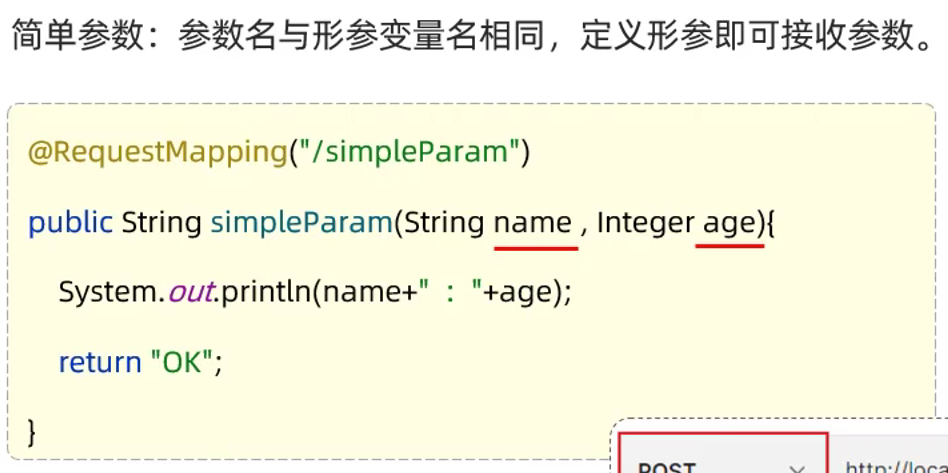 简单参数：参数名与形参变量名相同，定义形参即可接收参数。
@RequestMapping("/simpleParam")
public String simpleParam(String name , Integer age){
System.out.println(name+" : "+age);
return "OK";
}
POST http://loca